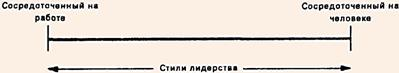 Сосредоточенный на
работе
Сосредоточенный на
человеке
Стили лидерства